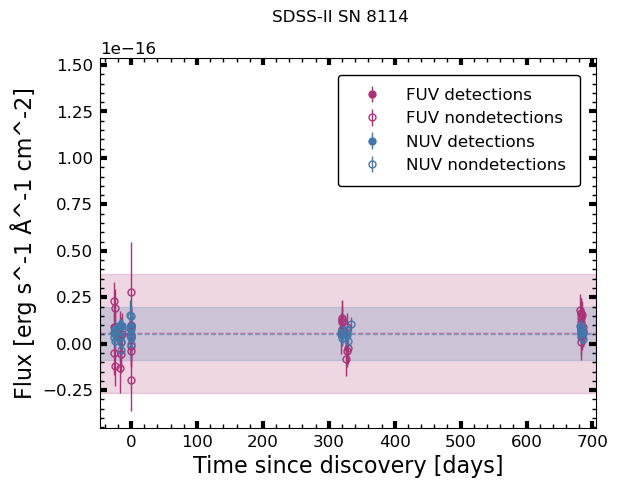 SDSS-II SN 8114
1e−16
1.50
1.25
1.00
0.75
0.50
0.25
0.00
−0.25
Flux [erg s^-1 Å^-1 cm^-2]
FUV detections
FUV nondetections
NUV detections
NUV nondetections
0 100 200 300 400 500 600 700
Time since discovery [days]